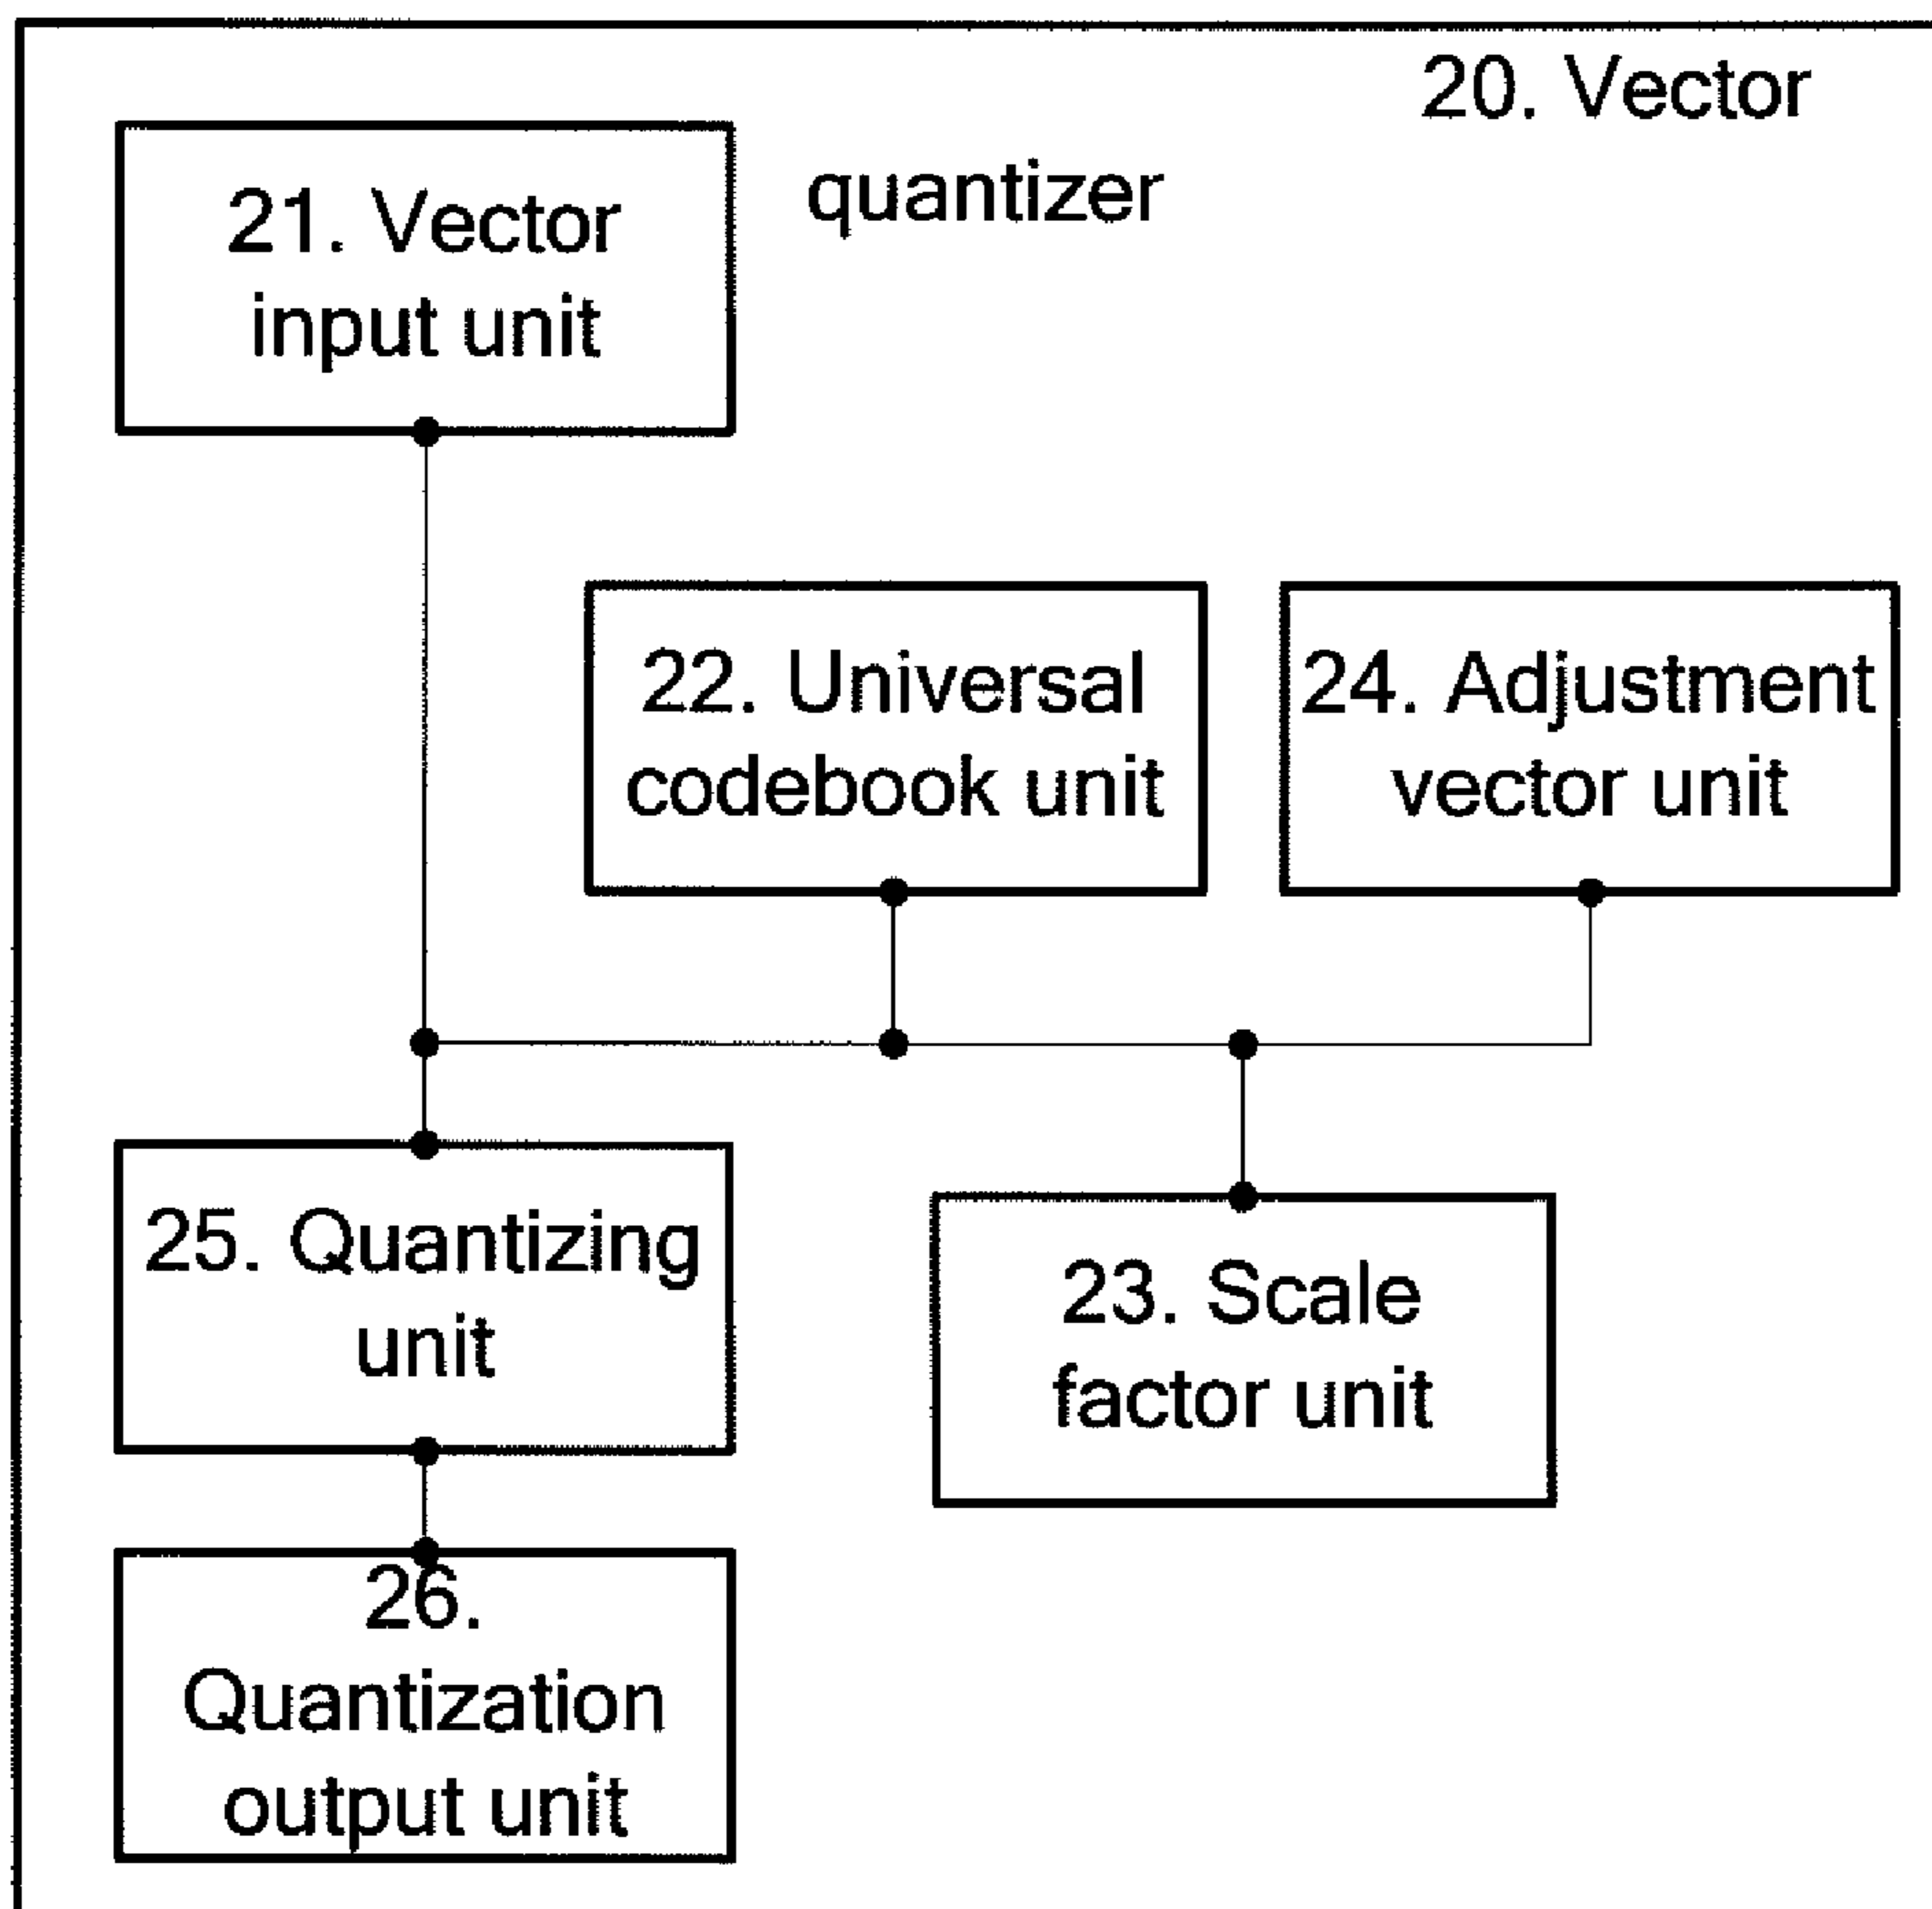 20. Vector
quantizer
21. Vector
input unit
22. Universal
codebook unit
24. Adjustment
vector unit
25. Quantizing
unit
23. Scale
factor unit
26.
Quantization
output unit